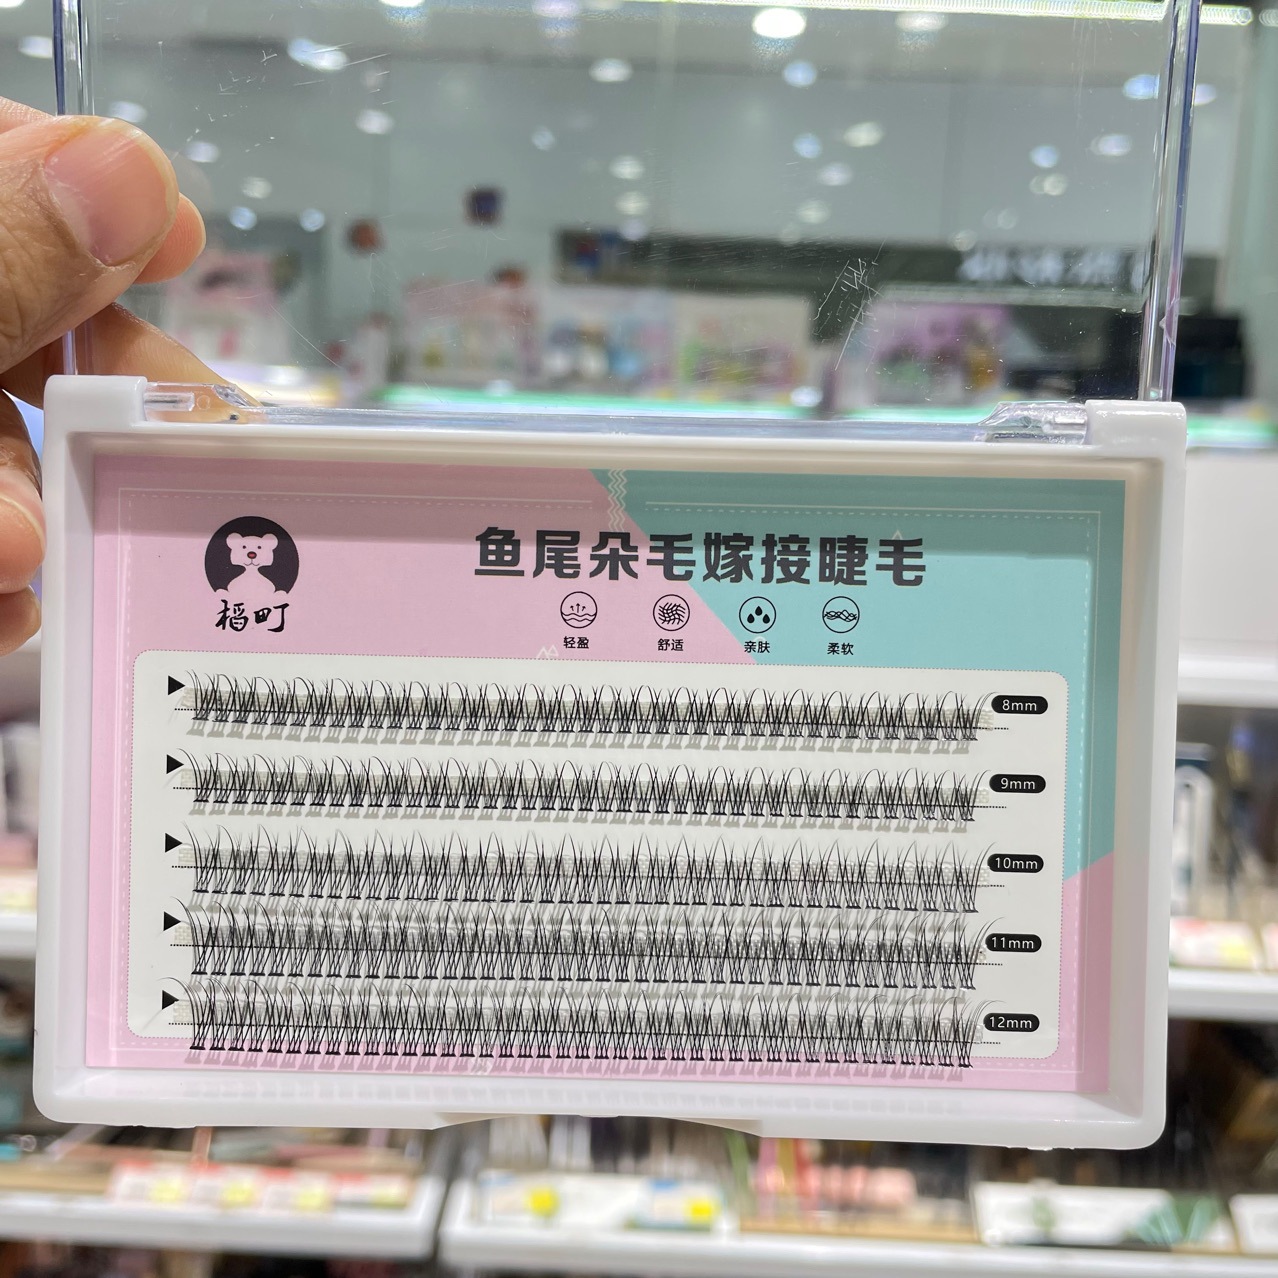 鱼尾朵毛嫁接睫毛
稻町
轻盈 舒适 亲肤 柔软
8mm
9mm
10mm
11mm
12mm